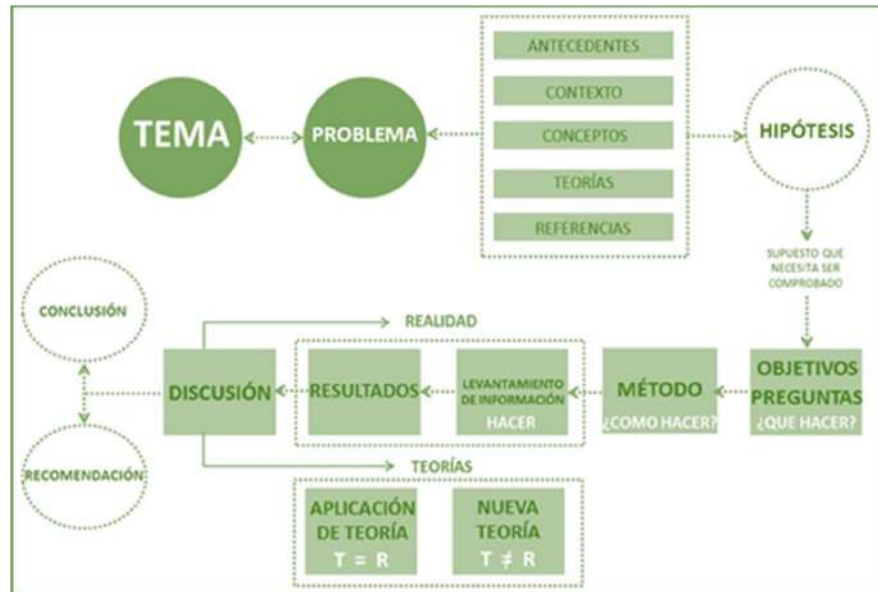 TEMA
PROBLEMA
ANTECEDENTES
CONTEXTO
CONCEPTOS
TEORÍAS
REFERENCIAS
HIPÓTESIS
SUPUESTO QUE
NECESITA SER
COMPROBADO
OBJETIVOS
PREGUNTAS
¿QUE HACER?
MÉTODO
¿COMO HACER?
LEVANTAMIENTO
DE INFORMACIÓN
HACER
RESULTADOS
REALIDAD
DISCUSIÓN
TEORÍAS
APLICACIÓN
DE TEORÍA
T = R
NUEVA
TEORÍA
T ≠ R
CONCLUSIÓN
RECOMENDACIÓN